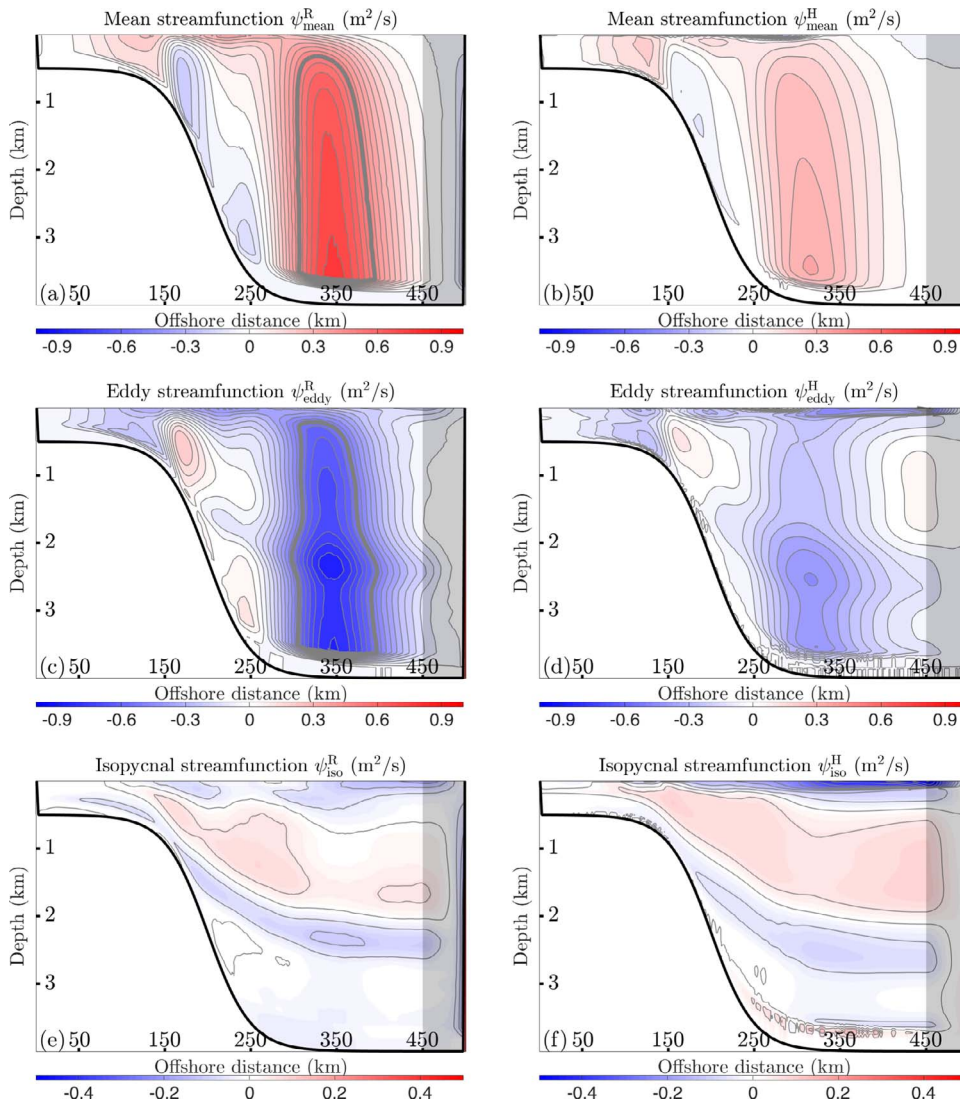 Mean streamfunction ψ^R_mean (m²/s)
Depth (km)
1
2
3
(a) 50 150 250 350 450
Offshore distance (km)
-0.9 -0.6 -0.3 0 0.3 0.6 0.9
Mean streamfunction ψ^H_mean (m²/s)
Depth (km)
1
2
3
(b) 50 150 250 350 450
Offshore distance (km)
-0.9 -0.6 -0.3 0 0.3 0.6 0.9
Eddy streamfunction ψ^R_eddy (m²/s)
Depth (km)
1
2
3
(c) 50 150 250 350 450
Offshore distance (km)
-0.9 -0.6 -0.3 0 0.3 0.6 0.9
Eddy streamfunction ψ^H_eddy (m²/s)
Depth (km)
1
2
3
(d) 50 150 250 350 450
Offshore distance (km)
-0.9 -0.6 -0.3 0 0.3 0.6 0.9
Isopycnal streamfunction ψ^R_iso (m²/s)
Depth (km)
1
2
3
(e) 50 150 250 350 450
Offshore distance (km)
-0.4 -0.2 0 0.2 0.4
Isopycnal streamfunction ψ^H_iso (m²/s)
Depth (km)
1
2
3
(f) 50 150 250 350 450
Offshore distance (km)
-0.4 -0.2 0 0.2 0.4